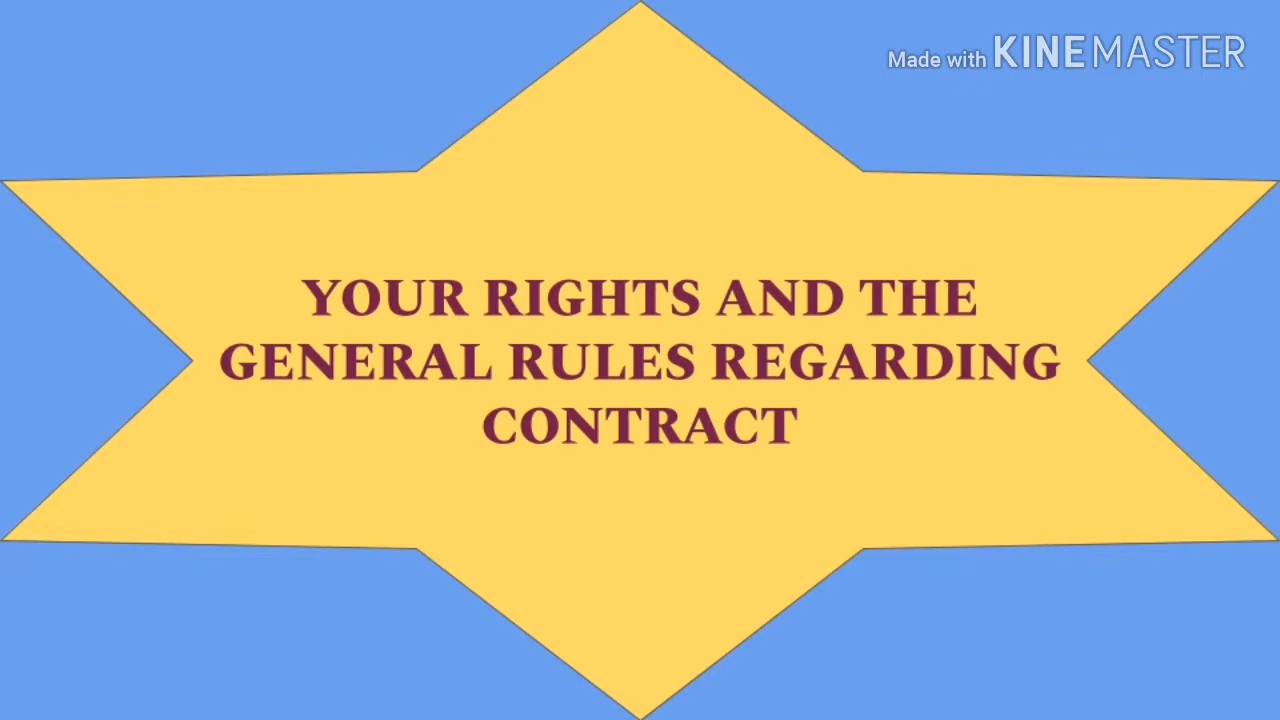 Made with KINEMASTER
YOUR RIGHTS AND THE
GENERAL RULES REGARDING
CONTRACT